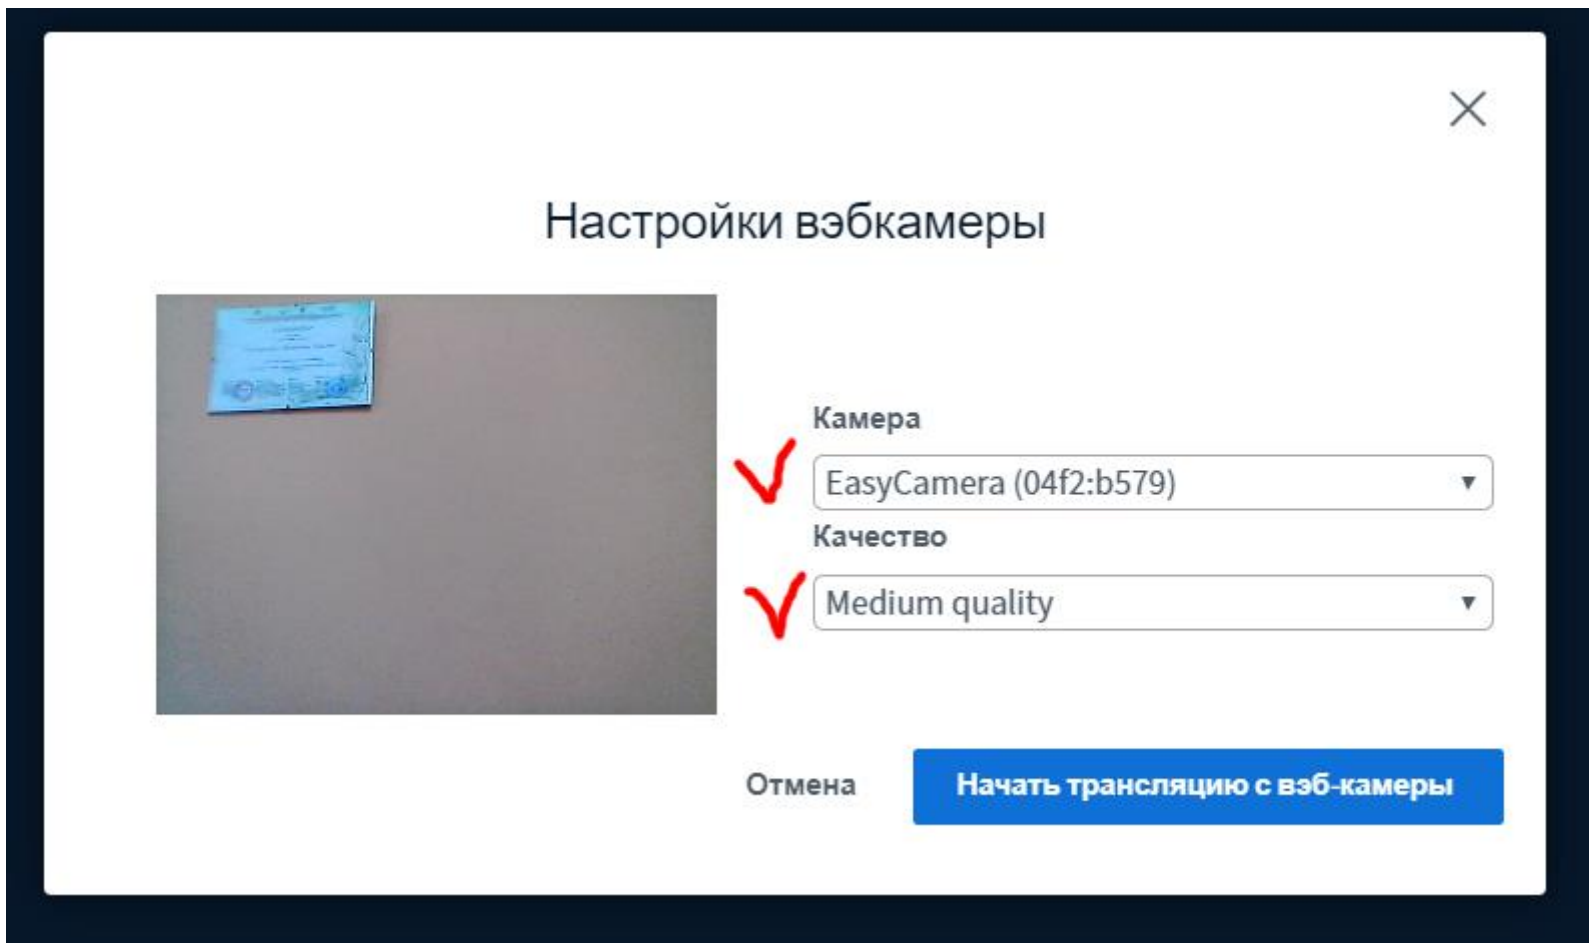 Настройки вэбкамеры
Камера
EasyCamera (04f2:b579)
Качество
Medium quality
Отмена
Начать трансляцию с вэб-камеры